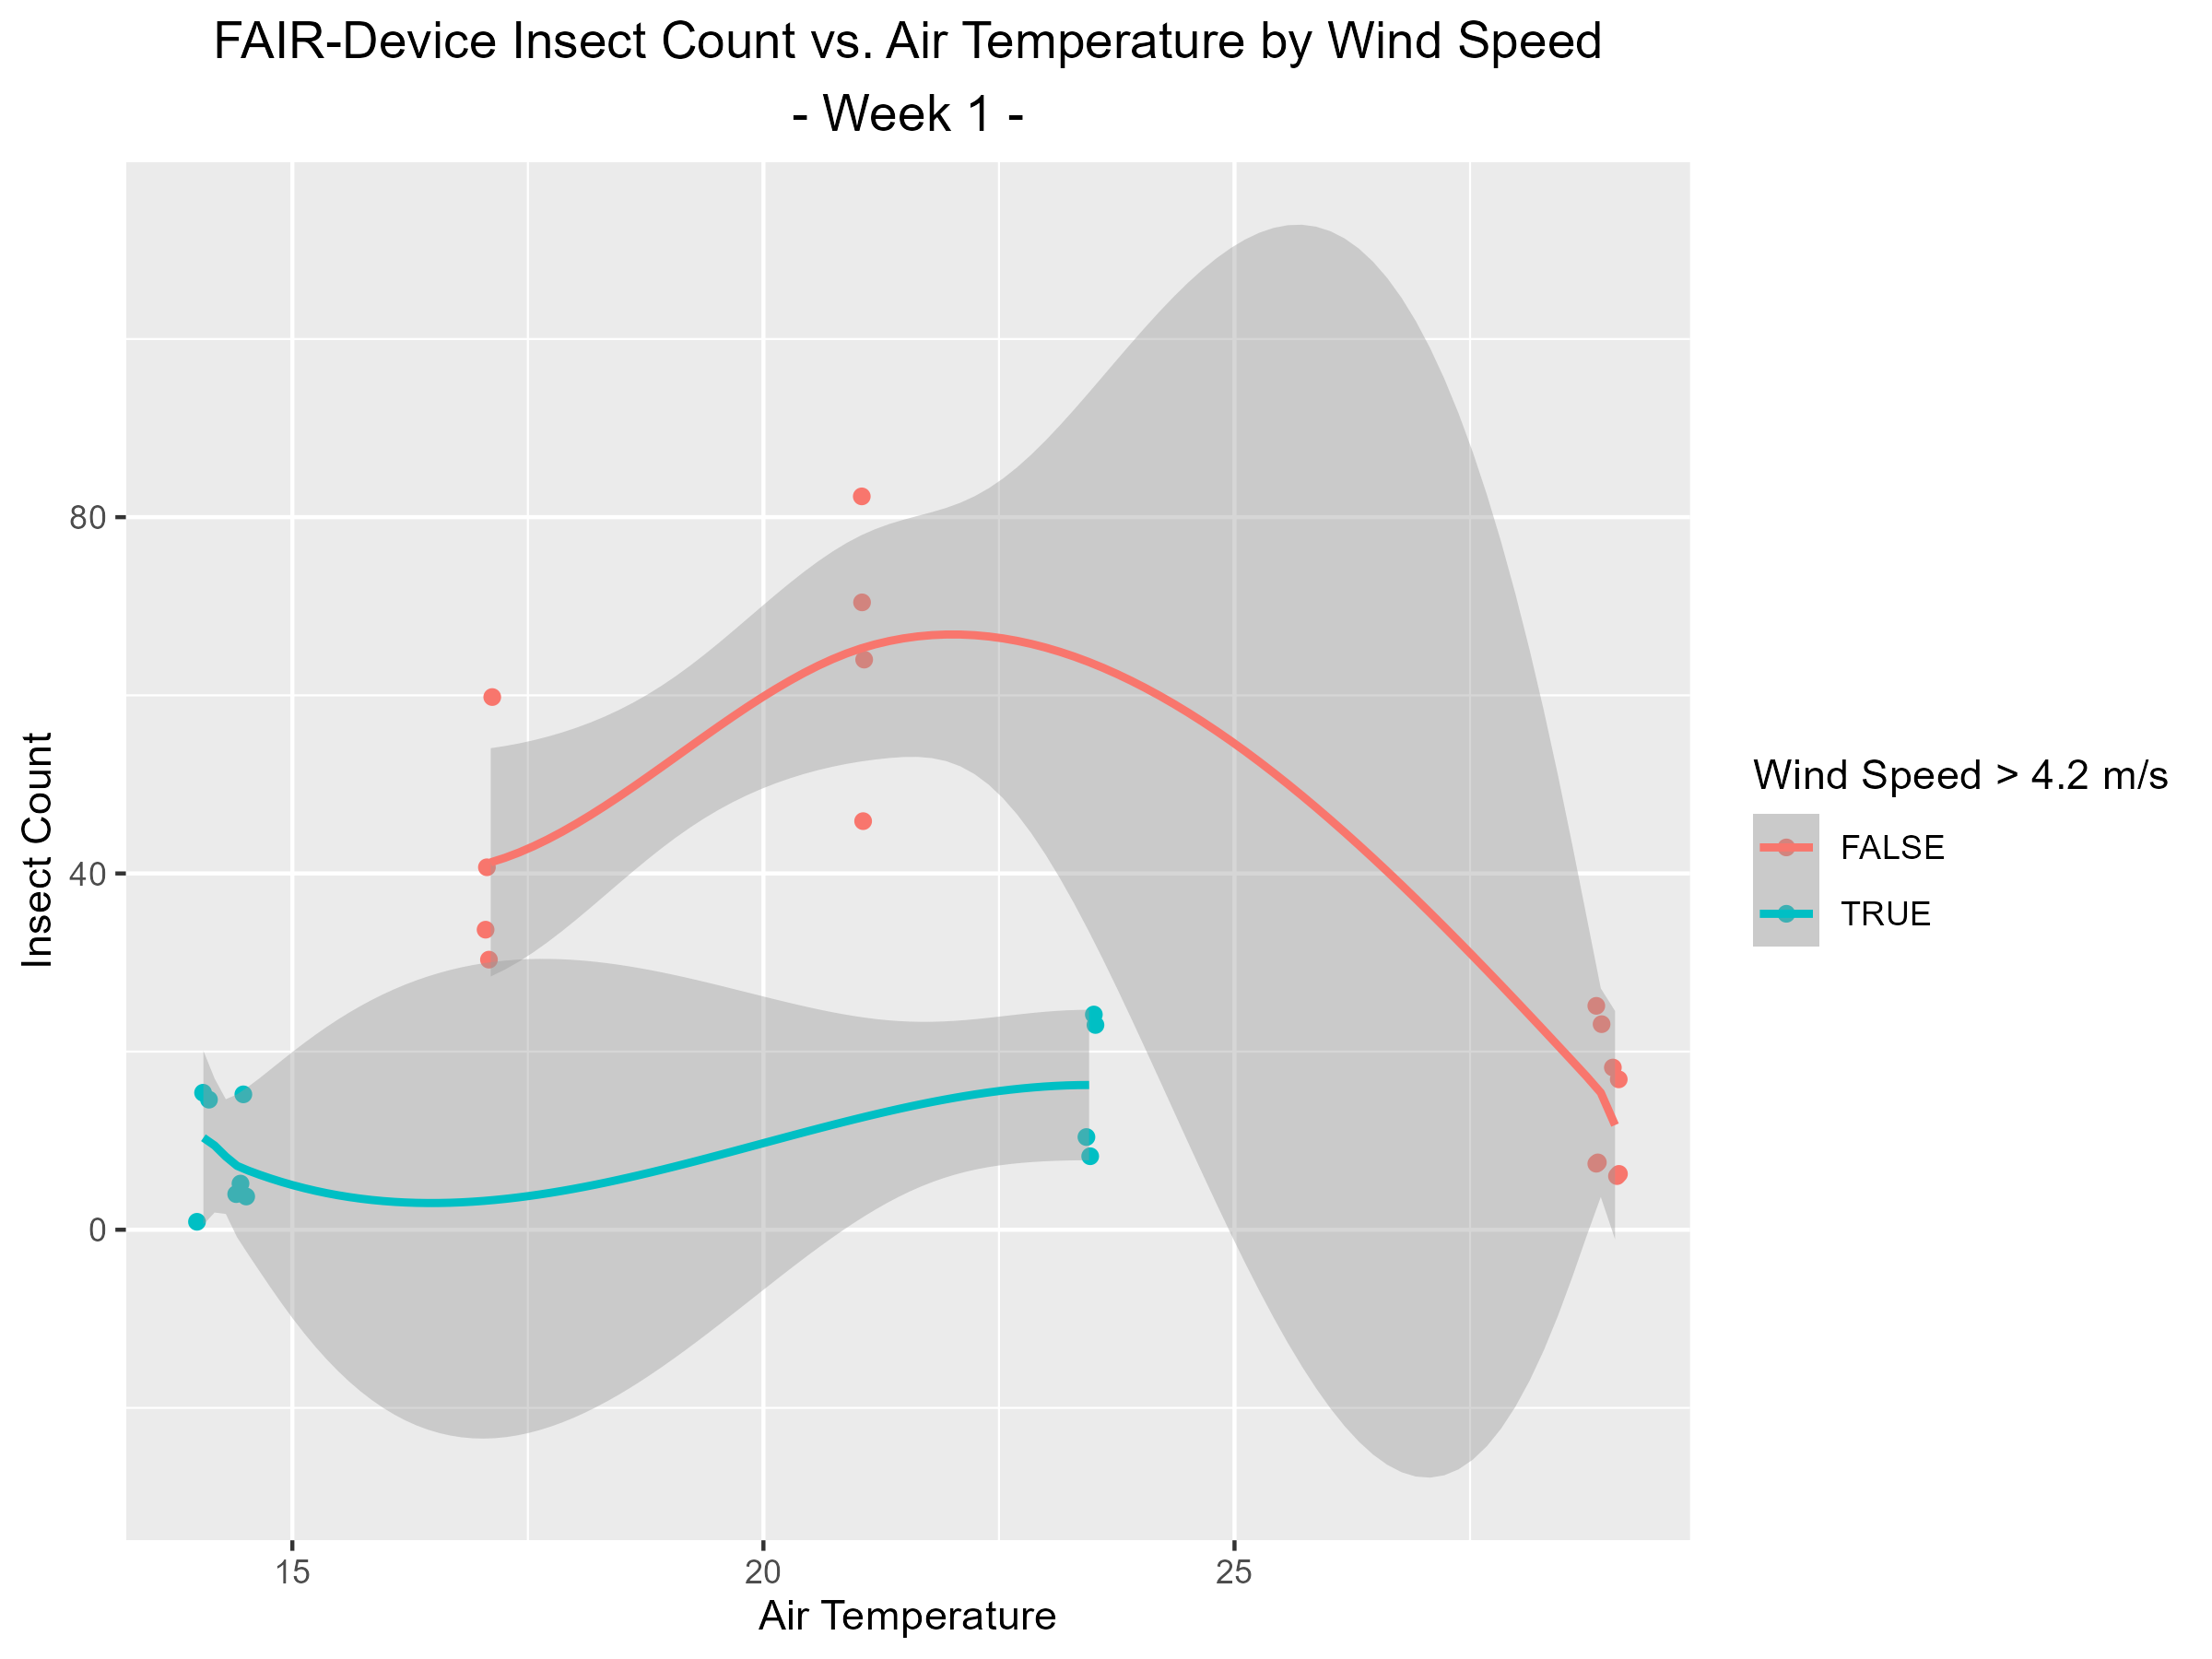 FAIR-Device Insect Count vs. Air Temperature by Wind Speed
- Week 1 -
Insect Count
80
40
0
15
20
25
Air Temperature
Wind Speed > 4.2 m/s
FALSE
TRUE